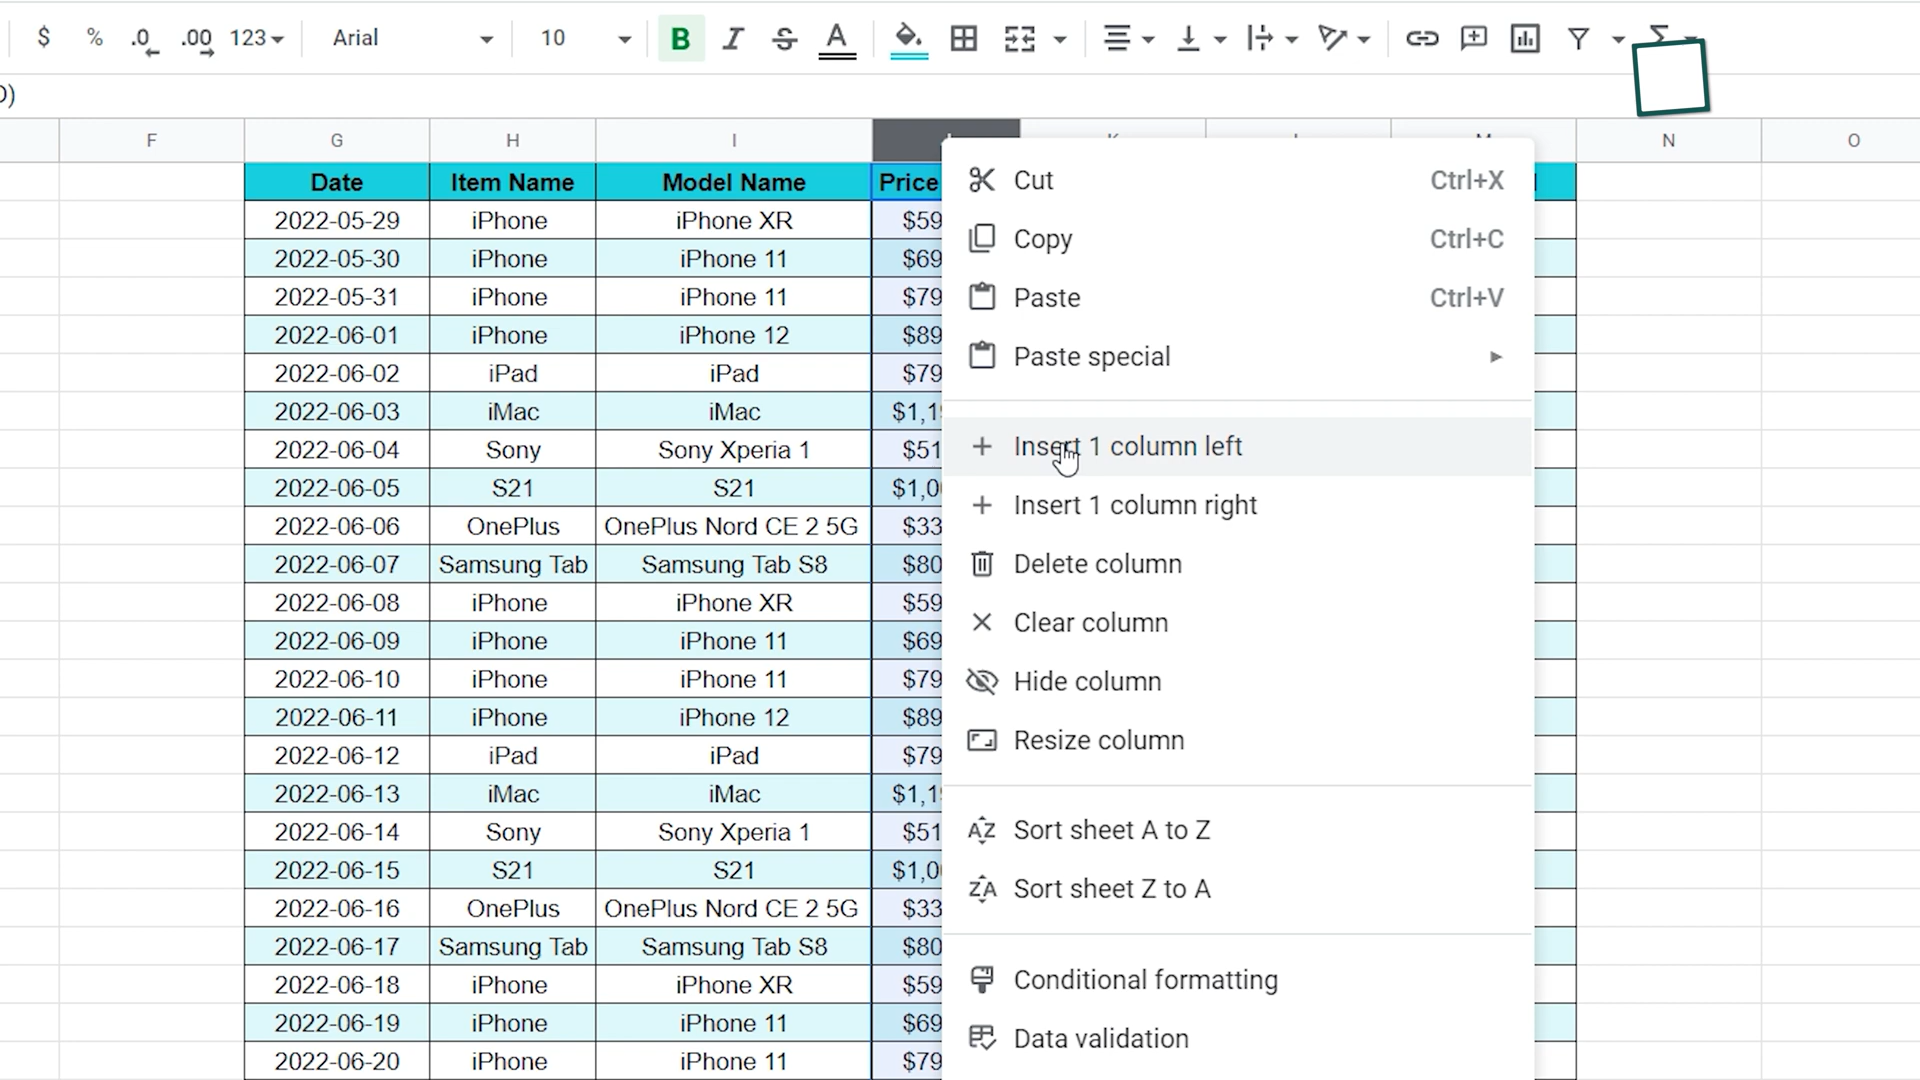 $ % .0 .00 123 Arial 10 B I S A
)
F G H I N O
Date Item Name Model Name Price
2022-05-29 iPhone iPhone XR $59
2022-05-30 iPhone iPhone 11 $69
2022-05-31 iPhone iPhone 11 $79
2022-06-01 iPhone iPhone 12 $89
2022-06-02 iPad iPad $79
2022-06-03 iMac iMac $1,1
2022-06-04 Sony Sony Xperia 1 $51
2022-06-05 S21 S21 $1,0
2022-06-06 OnePlus OnePlus Nord CE 2 5G $33
2022-06-07 Samsung Tab Samsung Tab S8 $80
2022-06-08 iPhone iPhone XR $59
2022-06-09 iPhone iPhone 11 $69
2022-06-10 iPhone iPhone 11 $79
2022-06-11 iPhone iPhone 12 $89
2022-06-12 iPad iPad $79
2022-06-13 iMac iMac $1,1
2022-06-14 Sony Sony Xperia 1 $51
2022-06-15 S21 S21 $1,0
2022-06-16 OnePlus OnePlus Nord CE 2 5G $33
2022-06-17 Samsung Tab Samsung Tab S8 $80
2022-06-18 iPhone iPhone XR $59
2022-06-19 iPhone iPhone 11 $69
2022-06-20 iPhone iPhone 11 $79
Cut Ctrl+X
Copy Ctrl+C
Paste Ctrl+V
Paste special
Insert 1 column left
Insert 1 column right
Delete column
Clear column
Hide column
Resize column
Sort sheet A to Z
Sort sheet Z to A
Conditional formatting
Data validation